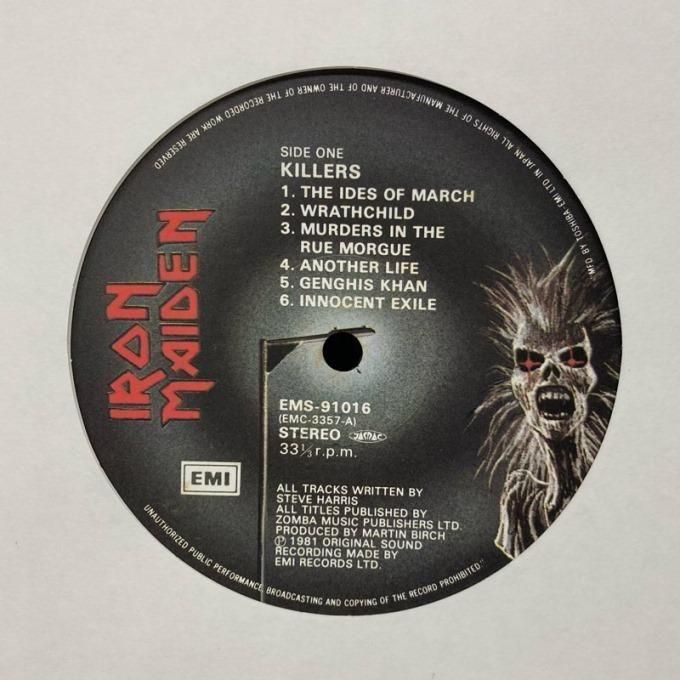 SIDE ONE
KILLERS
1. THE IDES OF MARCH
2. WRATHCHILD
3. MURDERS IN THE
RUE MORGUE
4. ANOTHER LIFE
5. GENGHIS KHAN
6. INNOCENT EXILE
IRON
MAIDEN
EMS-91016
(EMC-3357-A)
STEREO JASRAC
33⅓ r.p.m.
EMI
ALL TRACKS WRITTEN BY
STEVE HARRIS
ALL TITLES PUBLISHED BY
ZOMBA MUSIC PUBLISHERS LTD.
PRODUCED BY MARTIN BIRCH
℗ 1981 ORIGINAL SOUND
RECORDING MADE BY
EMI RECORDS LTD.
"MFD BY TOSHIBA-EMI LTD IN JAPAN ALL RIGHTS OF THE MANUFACTURER AND OF THE OWNER OF THE RECORDED WORK ARE RESERVED
UNAUTHORIZED PUBLIC PERFORMANCE BROADCASTING AND COPYING OF THE RECORD PROHIBITED."